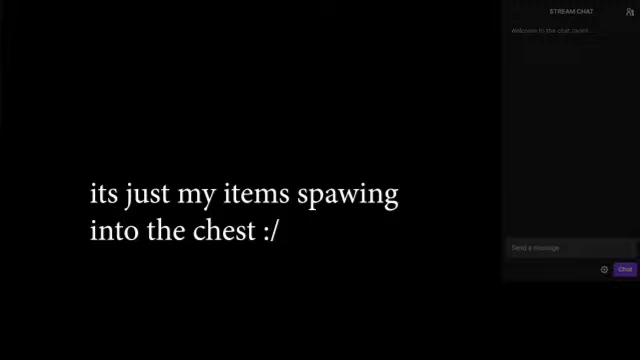 STREAM CHAT
Welcome to the chat room!
its just my items spawing
into the chest :/
Send a message
Chat